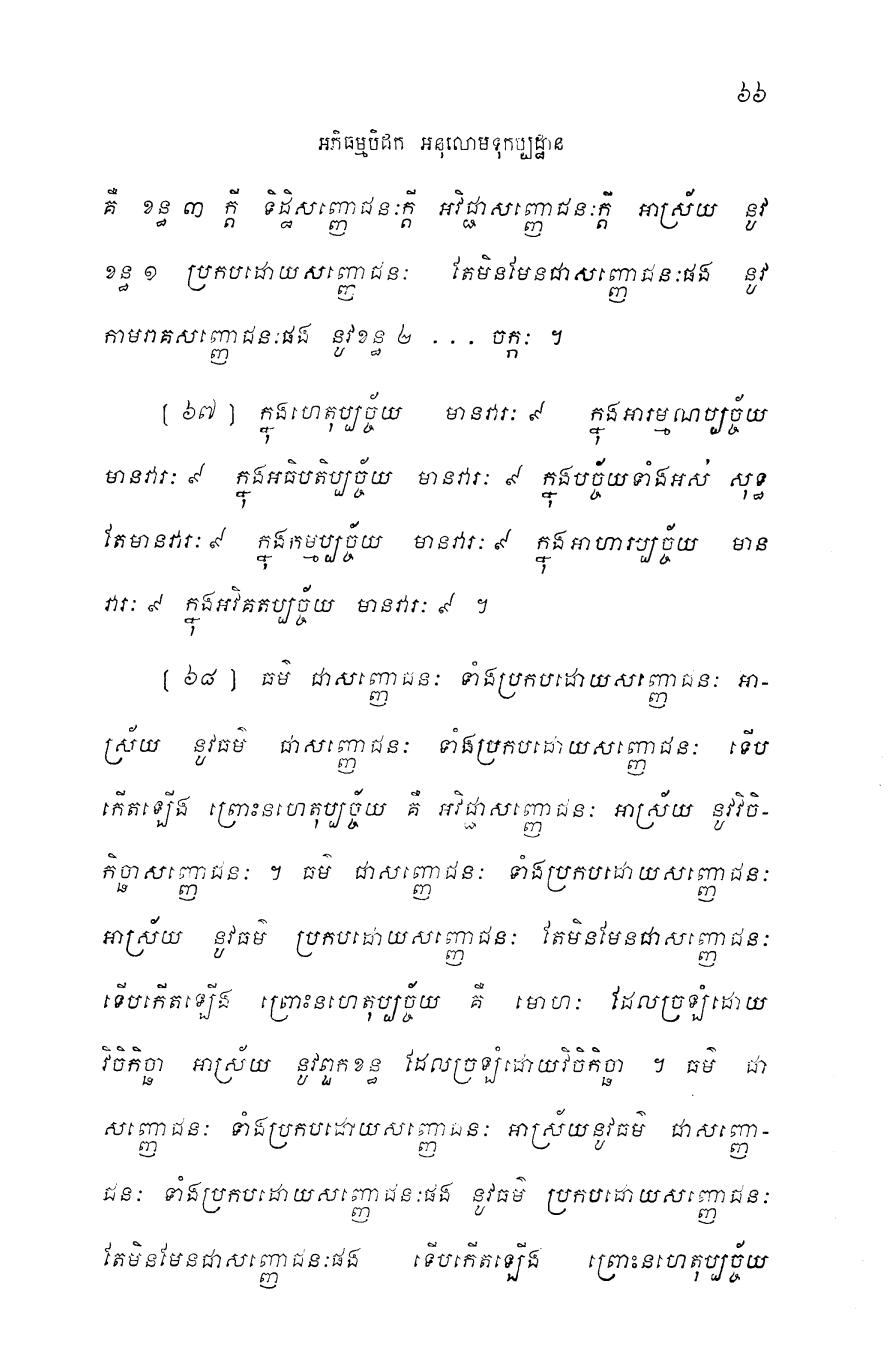 ៦៦
អភិធម្មបិដក អនុលោមទុកប្បដ្ឋាន
គឺ ខន្ធ ៣ ក្តី ទិដ្ឋិសញ្ញោជនៈក្តី អវិជ្ជាសញ្ញោជនៈក្តី អាស្រ័យ នូវ
ខន្ធ ១ ប្រកបដោយសញ្ញោជនៈ តែមិនមែនជាសញ្ញោជនៈផង នូវ
កាមរាគសញ្ញោជនៈផង នូវខន្ធ ២ ... ចក្កៈ ។
[ ៦៧ ] ក្នុងហេតុប្បច្ច័យ មានវារៈ ៩ ក្នុងអារម្មណប្បច្ច័យ
មានវារៈ ៩ ក្នុងអធិបតិប្បច្ច័យ មានវារៈ ៩ ក្នុងបច្ច័យទាំងអស់ សុទ្ធ
តែមានវារៈ ៩ ក្នុងកម្មប្បច្ច័យ មានវារៈ ៩ ក្នុងអាហារប្បច្ច័យ មាន
វារៈ ៩ ក្នុងអវិគតប្បច្ច័យ មានវារៈ ៩ ។
[ ៦៨ ] ធម៌ ជាសញ្ញោជនៈ ទាំងប្រកបដោយសញ្ញោជនៈ អា-
ស្រ័យ នូវធម៌ ជាសញ្ញោជនៈ ទាំងប្រកបដោយសញ្ញោជនៈ ទើប
កើតឡើង ព្រោះនហេតុប្បច្ច័យ គឺ អវិជ្ជាសញ្ញោជនៈ អាស្រ័យ នូវវិចិ-
កិច្ឆាសញ្ញោជនៈ ។ ធម៌ ជាសញ្ញោជនៈ ទាំងប្រកបដោយសញ្ញោជនៈ
អាស្រ័យ នូវធម៌ ប្រកបដោយសញ្ញោជនៈ តែមិនមែនជាសញ្ញោជនៈ
ទើបកើតឡើង ព្រោះនហេតុប្បច្ច័យ គឺ មោហៈ ដែលច្រឡំដោយ
វិចិកិច្ឆា អាស្រ័យ នូវពួកខន្ធ ដែលច្រឡំដោយវិចិកិច្ឆា ។ ធម៌ ជា
សញ្ញោជនៈ ទាំងប្រកបដោយសញ្ញោជនៈ អាស្រ័យនូវធម៌ ជាសញ្ញោ-
ជនៈ ទាំងប្រកបដោយសញ្ញោជនៈផង នូវធម៌ ប្រកបដោយសញ្ញោជនៈ
តែមិនមែនជាសញ្ញោជនៈផង ទើបកើតឡើង ព្រោះនហេតុប្បច្ច័យ